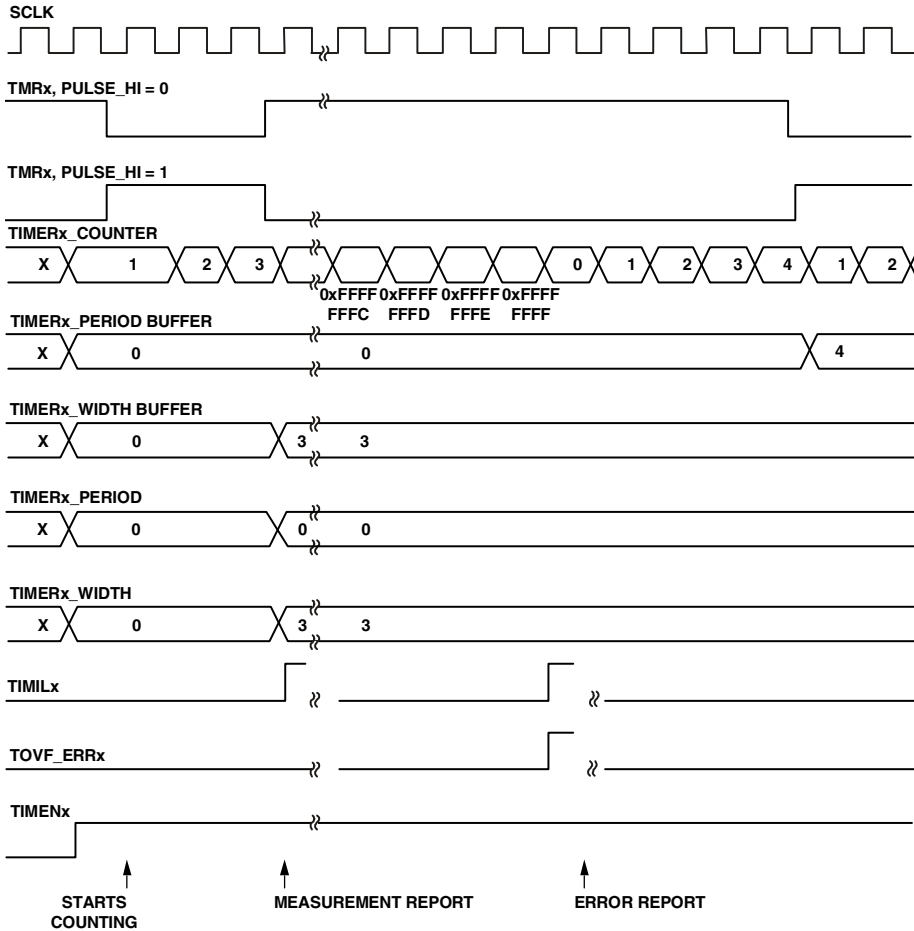 SCLK
TMRx, PULSE_HI = 0
TMRx, PULSE_HI = 1
TIMERx_COUNTER
X 1 2 3 0 1 2 3 4 1 2
0xFFFF 0xFFFF 0xFFFF 0xFFFF
FFFC FFFD FFFE FFFF
TIMERx_PERIOD BUFFER
X 0 0 4
TIMERx_WIDTH BUFFER
X 0 3 3
TIMERx_PERIOD
X 0 0 0
TIMERx_WIDTH
X 0 3 3
TIMILx
TOVF_ERRx
TIMENx
STARTS
COUNTING
MEASUREMENT REPORT
ERROR REPORT